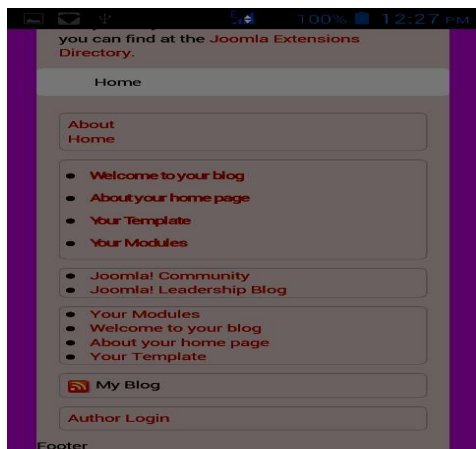 100% 12:27 PM
you can find at the Joomla Extensions
Directory.
Home
About
Home
Welcome to your blog
About your home page
Your Template
Your Modules
Joomla! Community
Joomla! Leadership Blog
Your Modules
Welcome to your blog
About your home page
Your Template
My Blog
Author Login
Footer